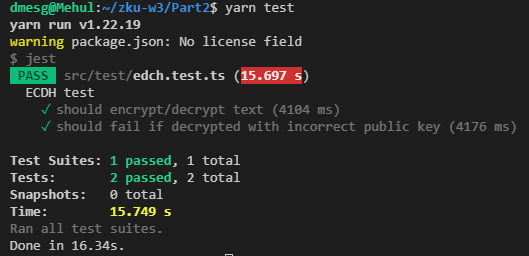 dmesg@Mehul:~/zku-w3/Part2$ yarn test
yarn run v1.22.19
warning package.json: No license field
$ jest
PASS src/test/edch.test.ts (15.697 s)
ECDH test
✓ should encrypt/decrypt text (4104 ms)
✓ should fail if decrypted with incorrect public key (4176 ms)
Test Suites: 1 passed, 1 total
Tests: 2 passed, 2 total
Snapshots: 0 total
Time: 15.749 s
Ran all test suites.
Done in 16.34s.